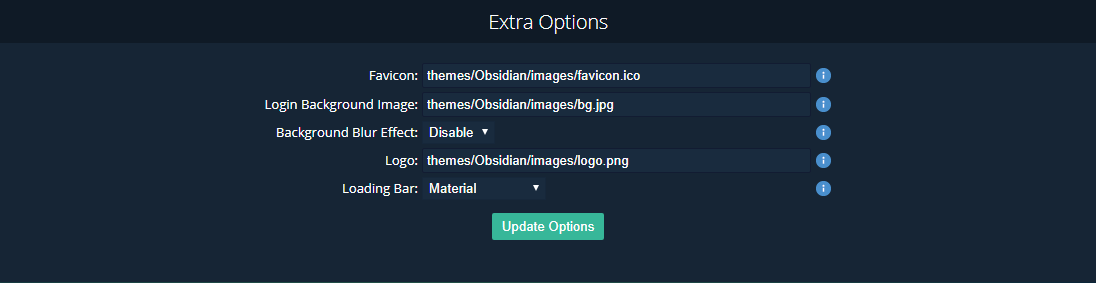 Extra Options
Favicon: themes/Obsidian/images/favicon.ico
Login Background Image: themes/Obsidian/images/bg.jpg
Background Blur Effect: Disable
Logo: themes/Obsidian/images/logo.png
Loading Bar: Material
Update Options